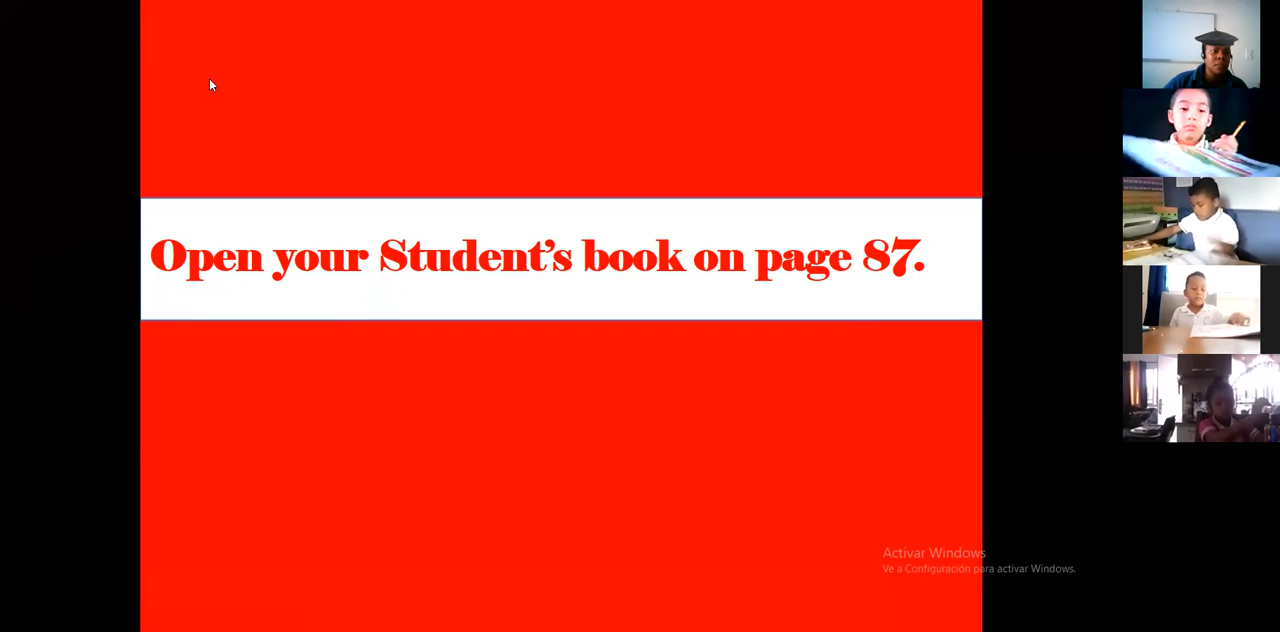 Open your Student’s book on page 87.
Activar Windows
Ve a Configuración para activar Windows.